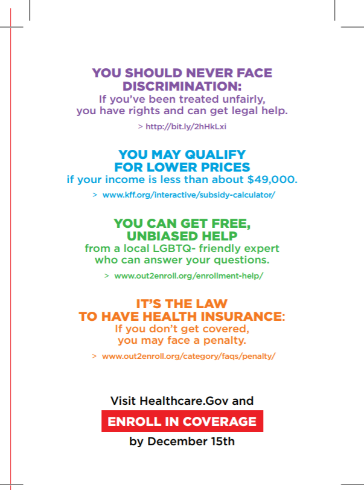 YOU SHOULD NEVER FACE
DISCRIMINATION:
If you've been treated unfairly,
you have rights and can get legal help.
> http://bit.ly/2hHkLxi
YOU MAY QUALIFY
FOR LOWER PRICES
if your income is less than about $49,000.
> www.kff.org/interactive/subsidy-calculator/
YOU CAN GET FREE,
UNBIASED HELP
from a local LGBTQ- friendly expert
who can answer your questions.
> www.out2enroll.org/enrollment-help/
IT'S THE LAW
TO HAVE HEALTH INSURANCE:
If you don't get covered,
you may face a penalty.
> www.out2enroll.org/category/faqs/penalty/
Visit Healthcare.Gov and
ENROLL IN COVERAGE
by December 15th